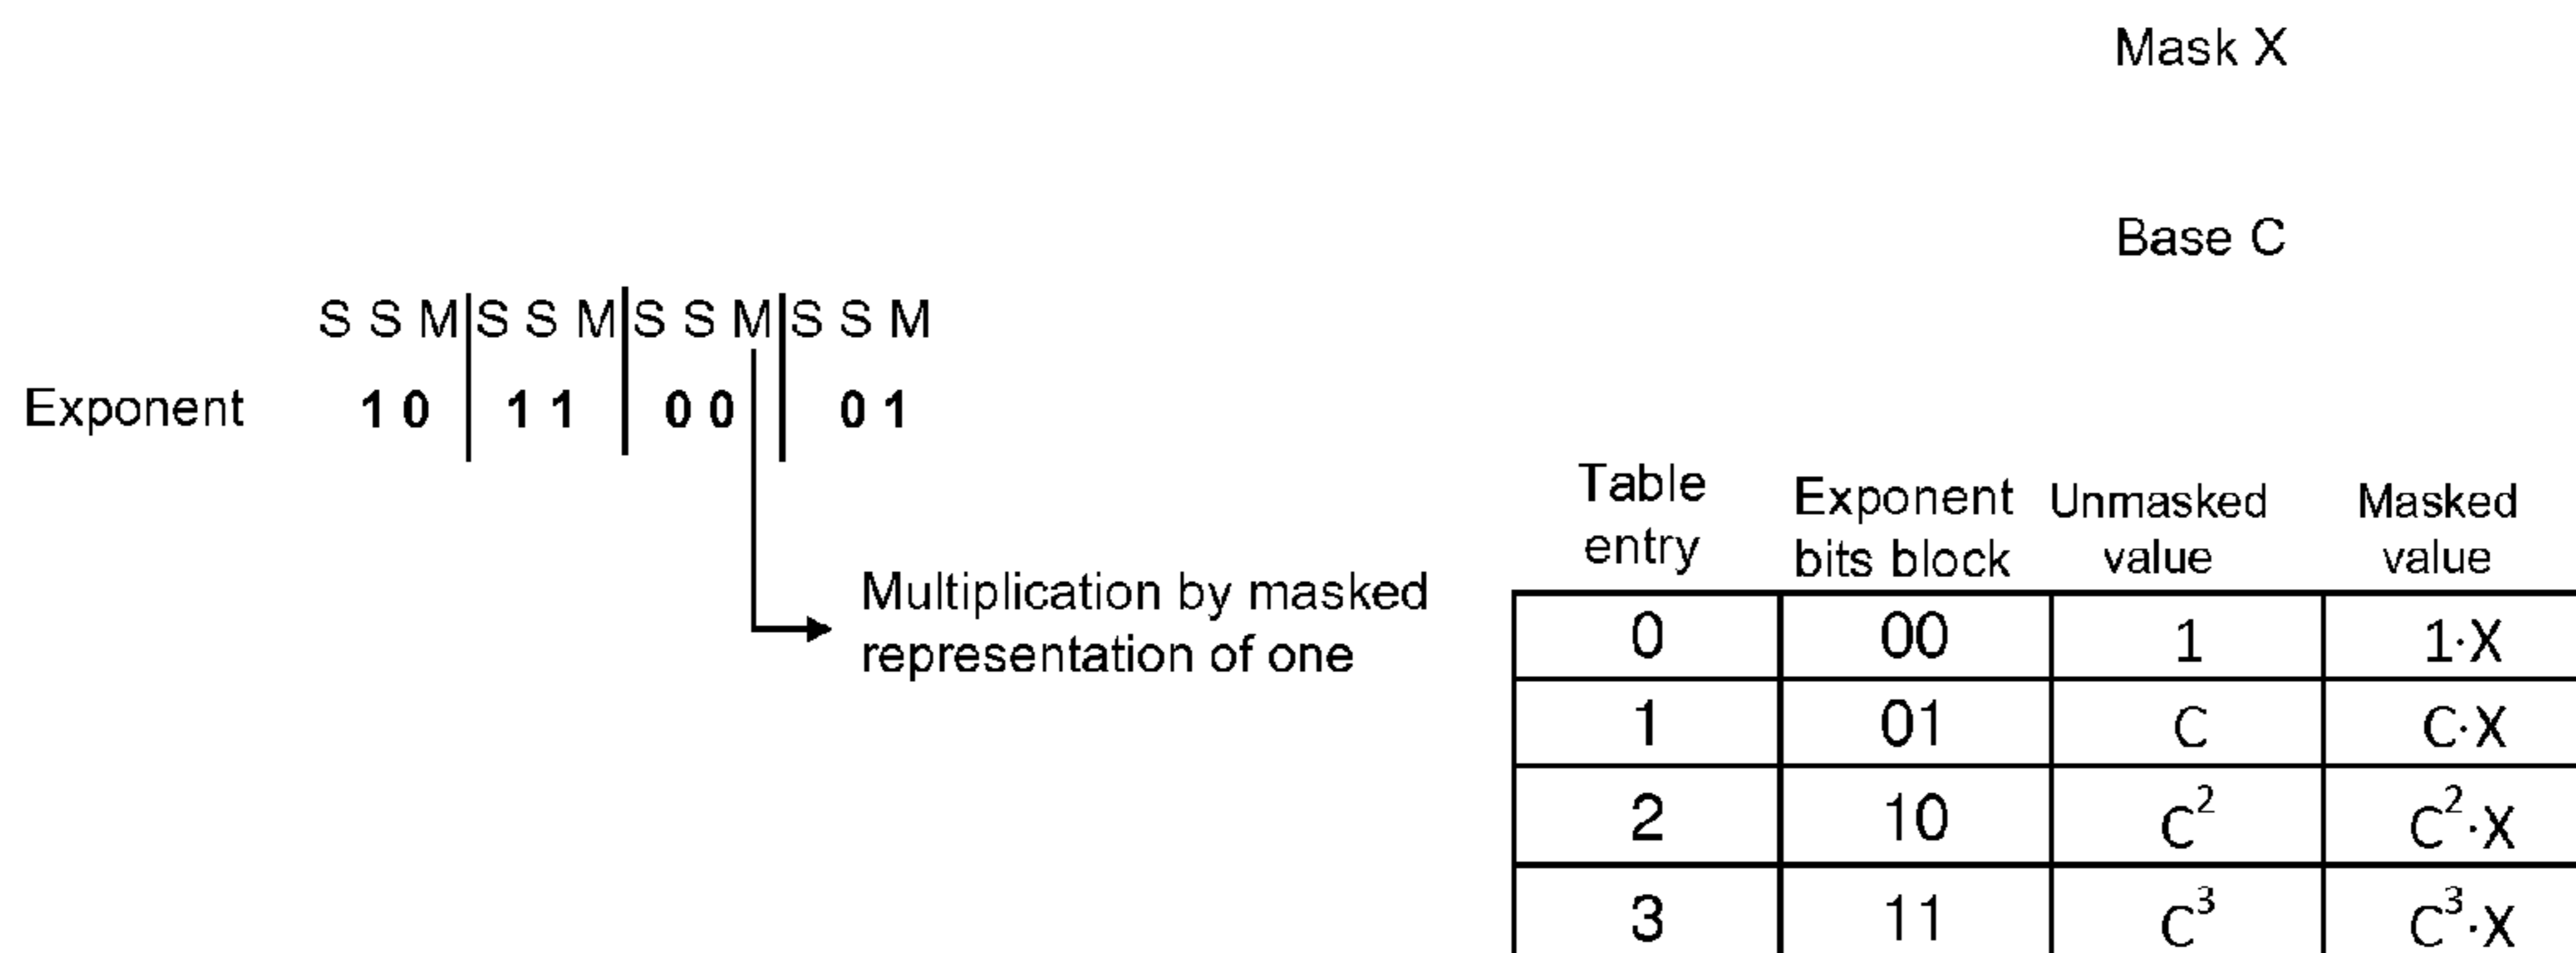 Mask X
Base C
S S M S S M S S M S S M
Exponent 1 0 1 1 0 0 0 1
Multiplication by masked
representation of one
Table entry Exponent bits block Unmasked value Masked value
0 00 1 1·X
1 01 C C·X
2 10 C² C²·X
3 11 C³ C³·X